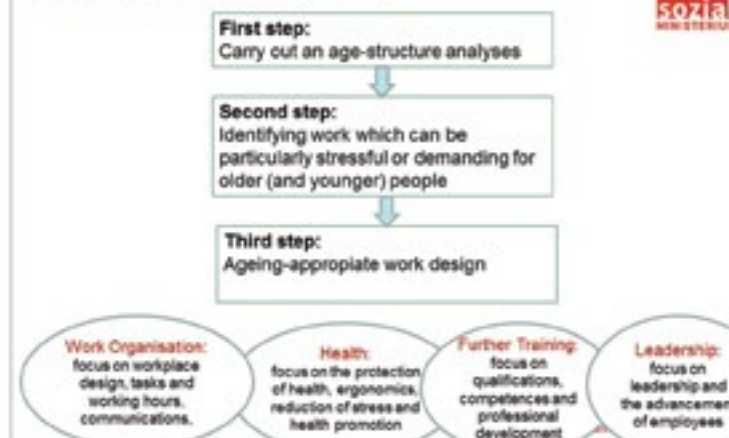 sozia
MINISTERIUM
First step:
Carry out an age-structure analyses
Second step:
Identifying work which can be
particularly stressful or demanding for
older (and younger) people
Third step:
Ageing-appropiate work design
Work Organisation:
focus on workplace
design, tasks and
working hours,
communications.
Health:
focus on the protection
of health, ergonomics,
reduction of stress and
health promotion
Further Training:
focus on
qualifications,
competences and
professional
development
Leadership:
focus on
leadership and
the advancemen
of employees